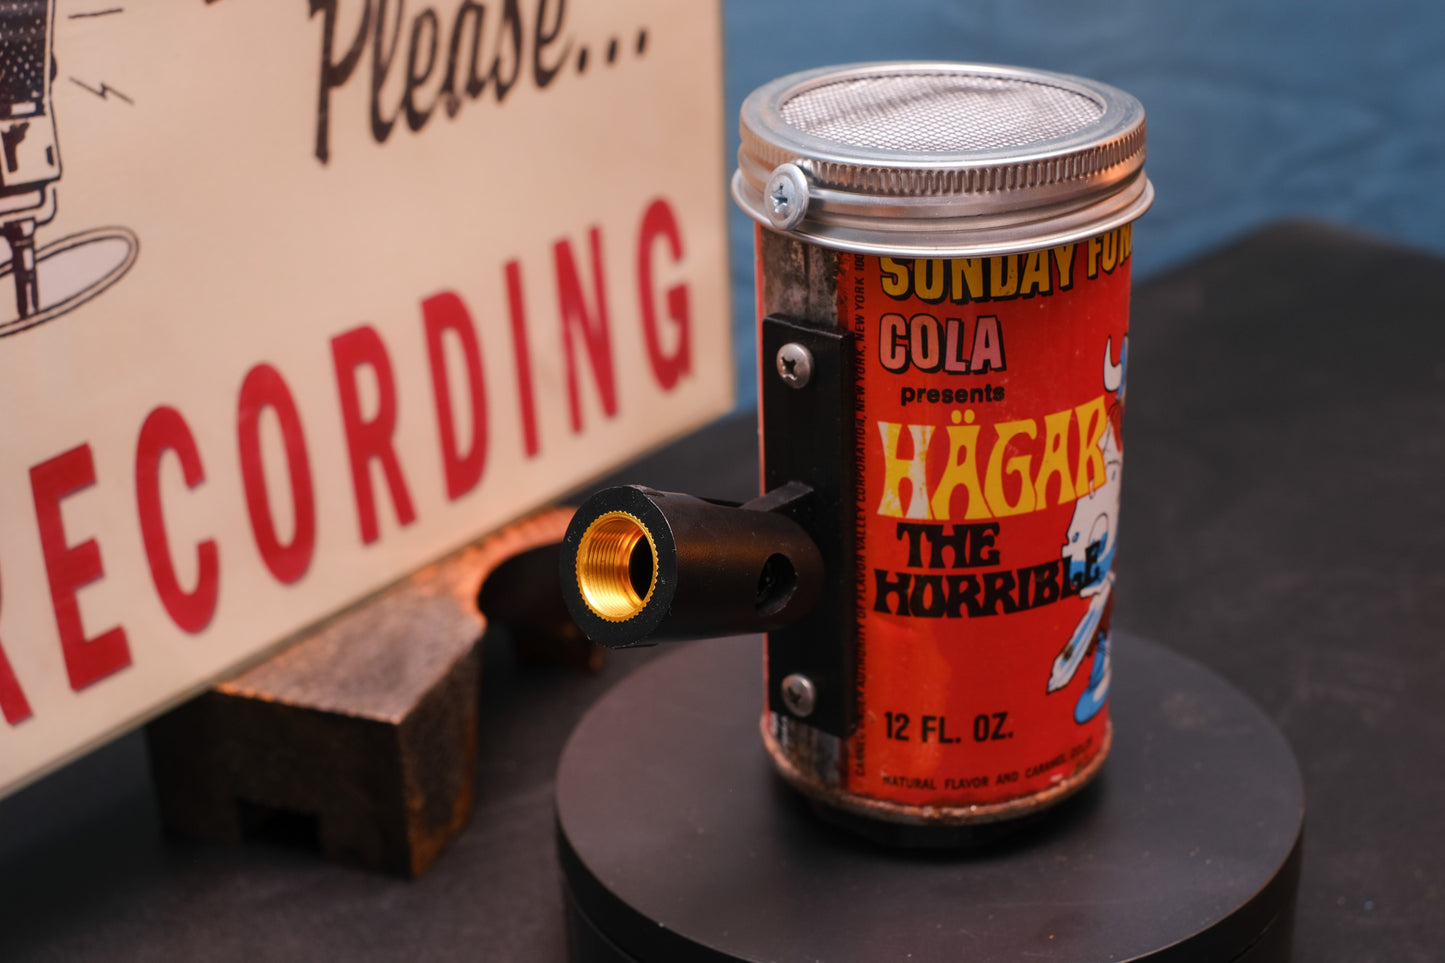 Please...
RECORDING
SUNDAY FUN
COLA
presents
HÄGAR
THE
HORRIBLE
12 FL. OZ.
NATURAL FLAVOR AND CARAMEL COLOR